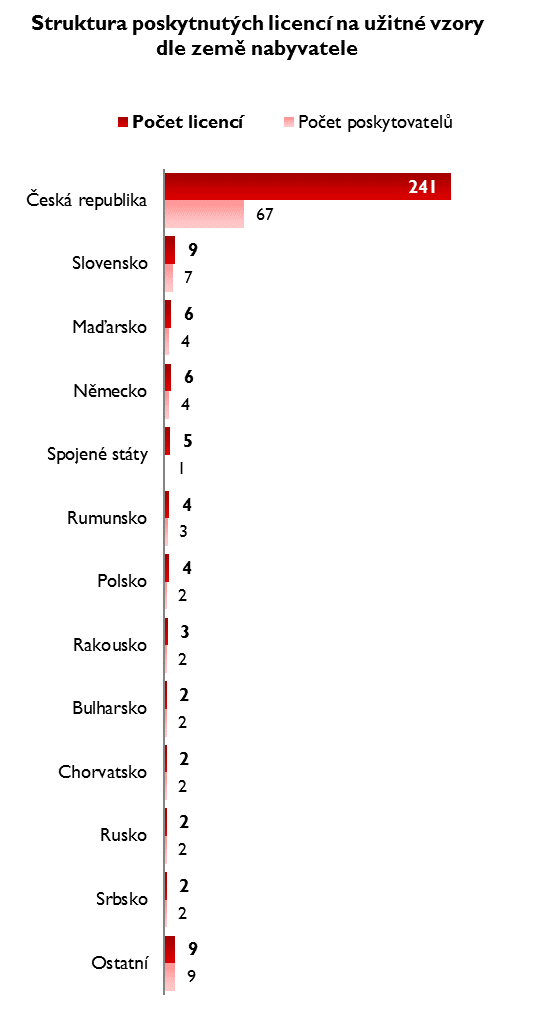 Struktura poskytnutých licencí na užitné vzory
dle země nabyvatele
Počet licencí Počet poskytovatelů
Česká republika 241
67
Slovensko 9
7
Maďarsko 6
4
Německo 6
4
Spojené státy 5
1
Rumunsko 4
3
Polsko 4
2
Rakousko 3
2
Bulharsko 2
2
Chorvatsko 2
2
Rusko 2
2
Srbsko 2
2
Ostatní 9
9